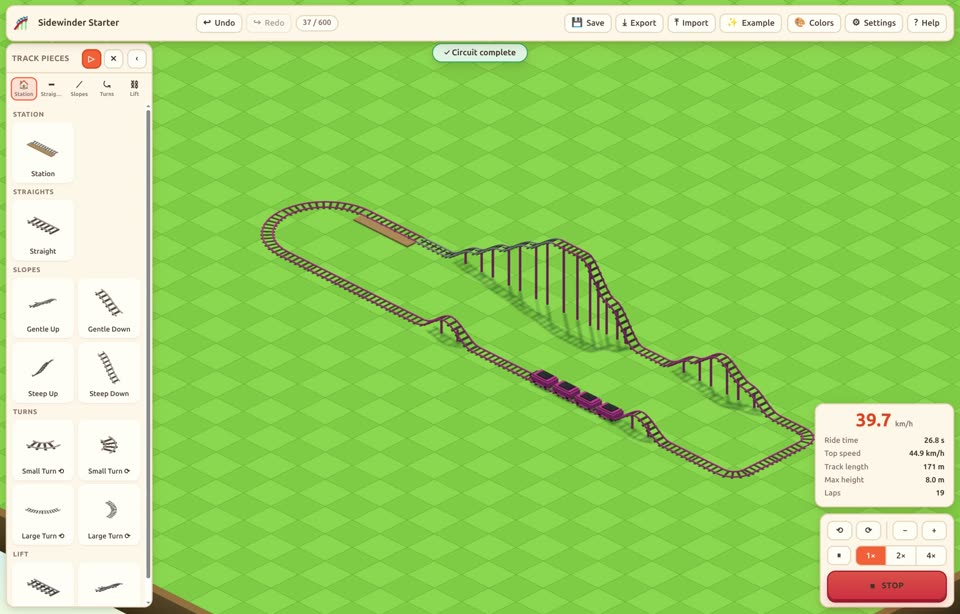 Sidewinder Starter
Undo
Redo
37 / 600
Save
Export
Import
Example
Colors
Settings
? Help
TRACK PIECES
✓ Circuit complete
Station
Straig...
Slopes
Turns
Lift
STATION
Station
STRAIGHTS
Straight
SLOPES
Gentle Up
Gentle Down
Steep Up
Steep Down
TURNS
Small Turn ⟲
Small Turn ⟳
Large Turn ⟲
Large Turn ⟳
LIFT
39.7 km/h
Ride time 26.8 s
Top speed 44.9 km/h
Track length 171 m
Max height 8.0 m
Laps 19
1×
2×
4×
STOP